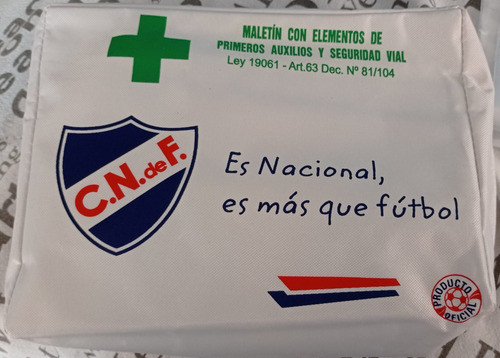 MALETÍN CON ELEMENTOS DE
PRIMEROS AUXILIOS Y SEGURIDAD VIAL
Ley 19061 - Art.63 Dec. Nº 81/104
C.N.deF.
Es Nacional,
es más que fútbol
PRODUCTO
OFICIAL